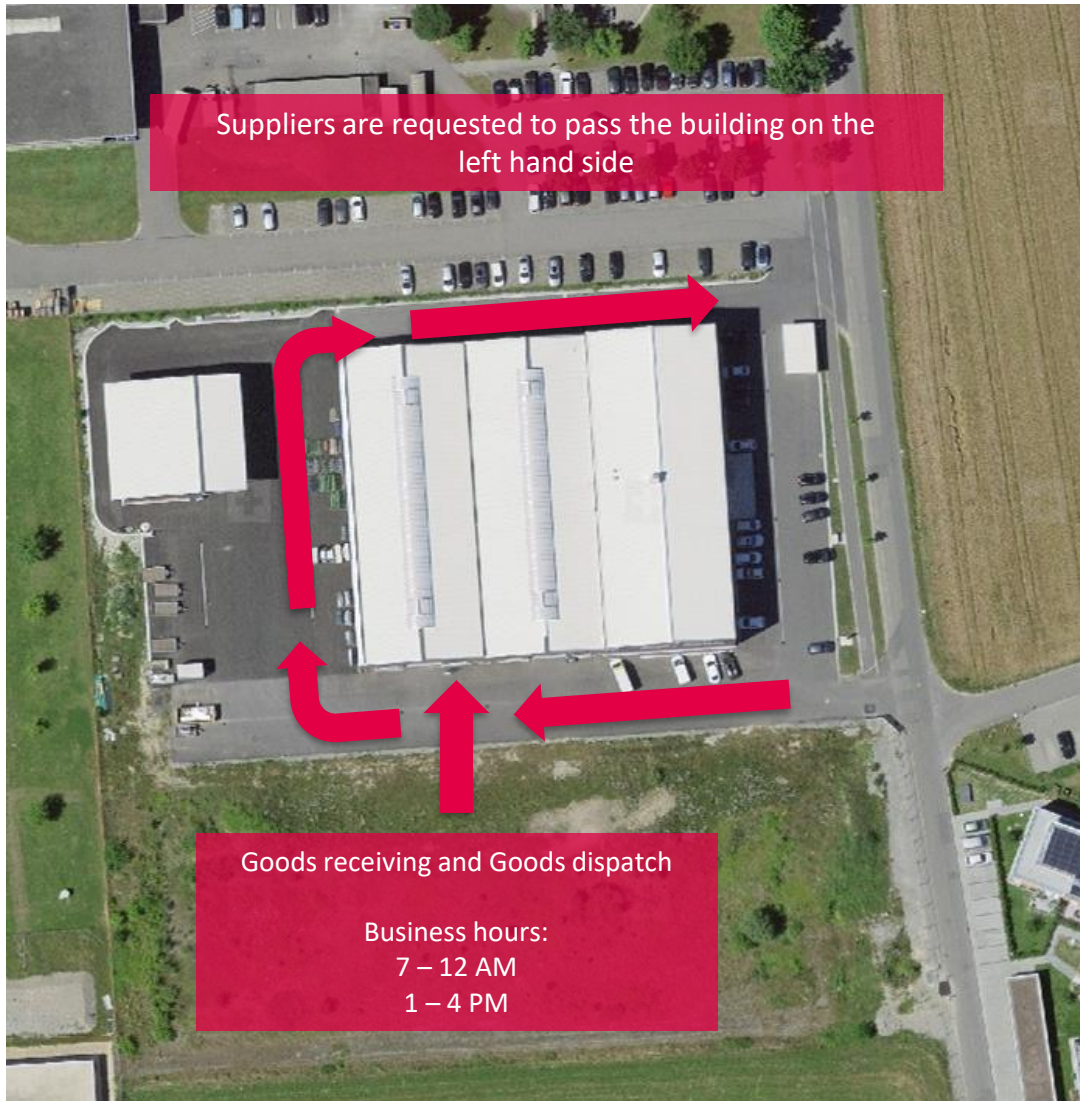 Suppliers are requested to pass the building on the
left hand side
Goods receiving and Goods dispatch
Business hours:
7 – 12 AM
1 – 4 PM